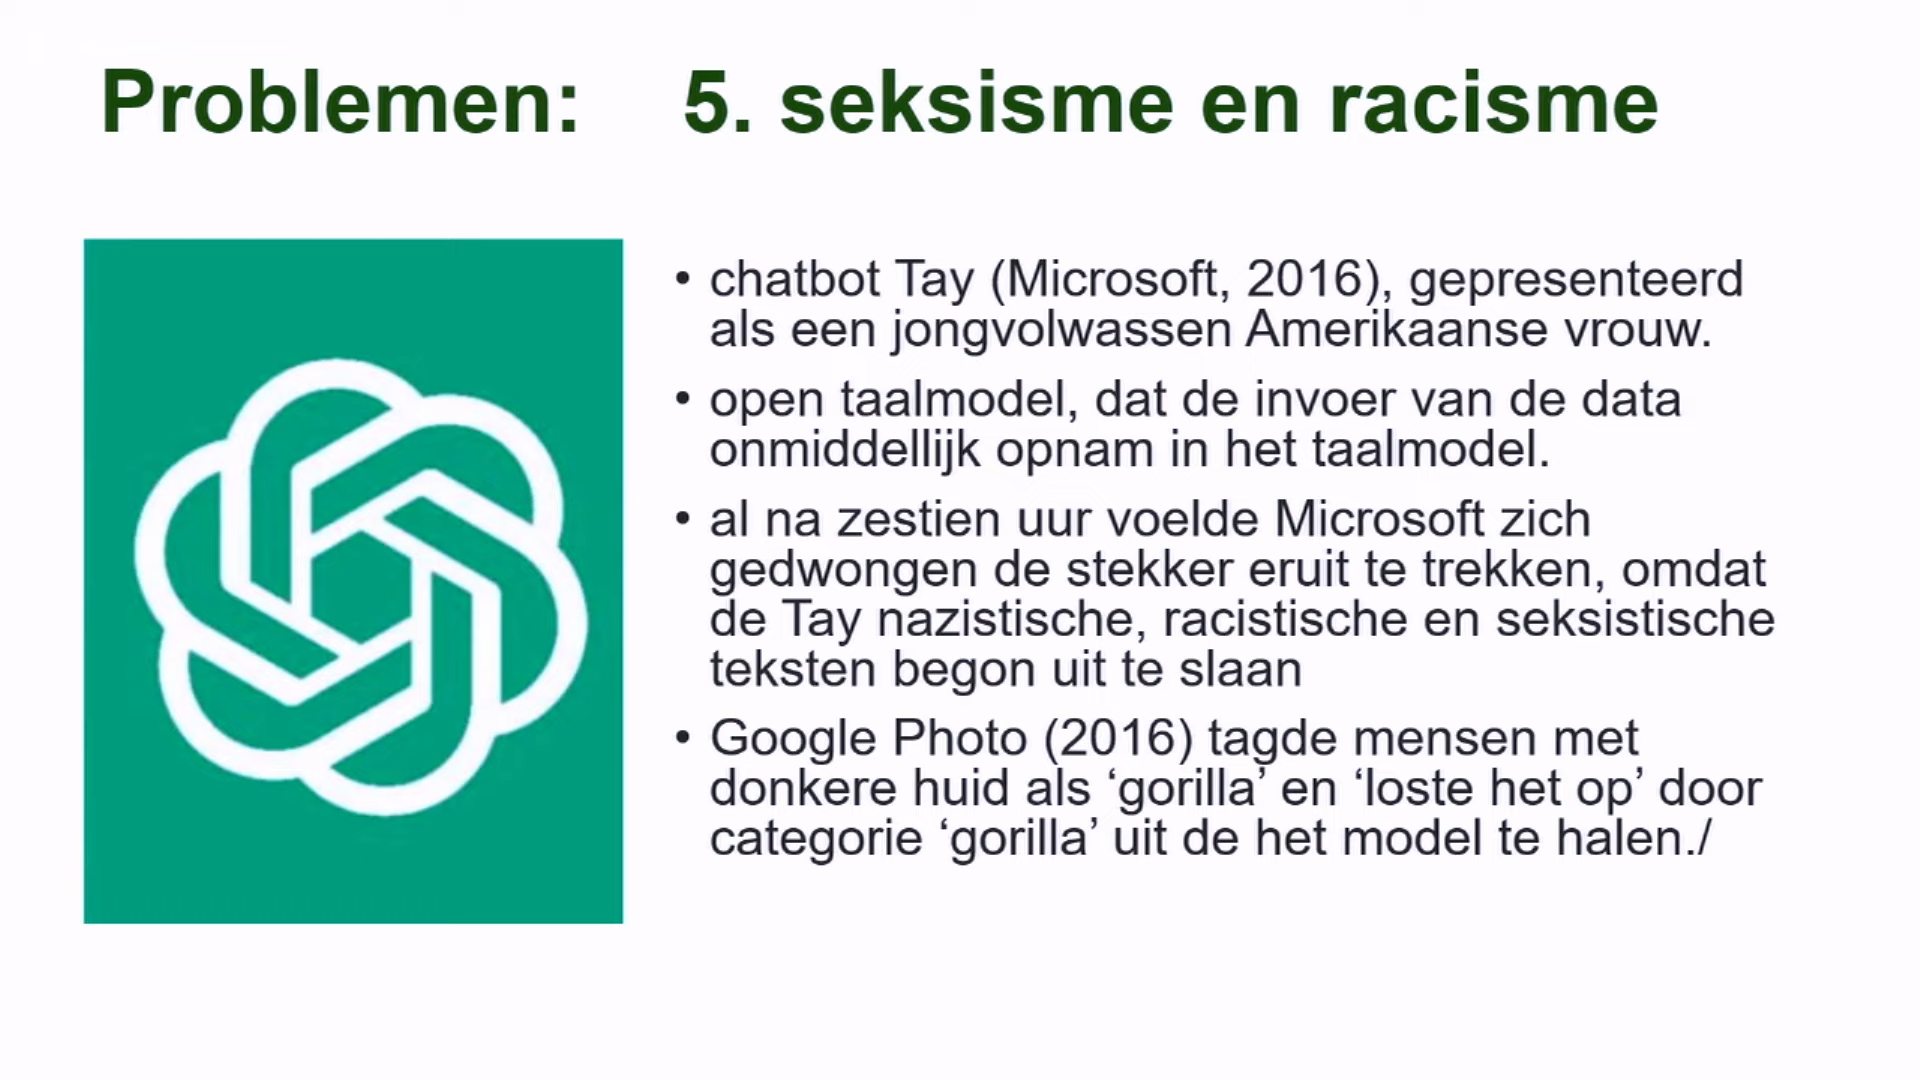 Problemen: 5. seksisme en racisme
• chatbot Tay (Microsoft, 2016), gepresenteerd
als een jongvolwassen Amerikaanse vrouw.
• open taalmodel, dat de invoer van de data
onmiddellijk opnam in het taalmodel.
• al na zestien uur voelde Microsoft zich
gedwongen de stekker eruit te trekken, omdat
de Tay nazistische, racistische en seksistische
teksten begon uit te slaan
• Google Photo (2016) tagde mensen met
donkere huid als ‘gorilla’ en ‘loste het op’ door
categorie ‘gorilla’ uit de het model te halen./